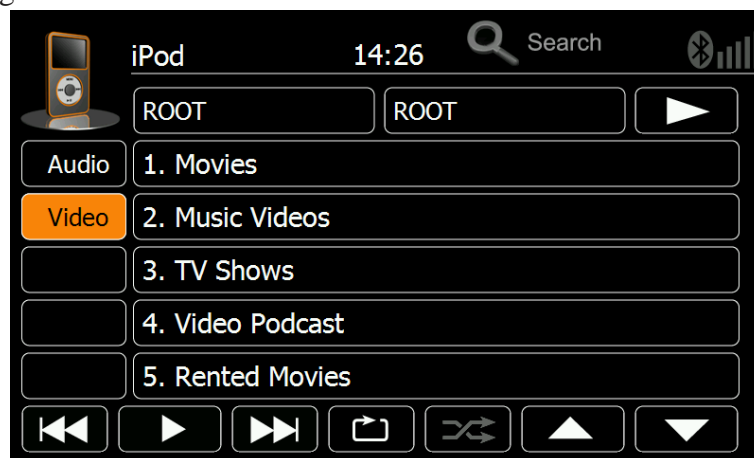 iPod 14:26 Search
ROOT ROOT
Audio 1. Movies
Video 2. Music Videos
3. TV Shows
4. Video Podcast
5. Rented Movies